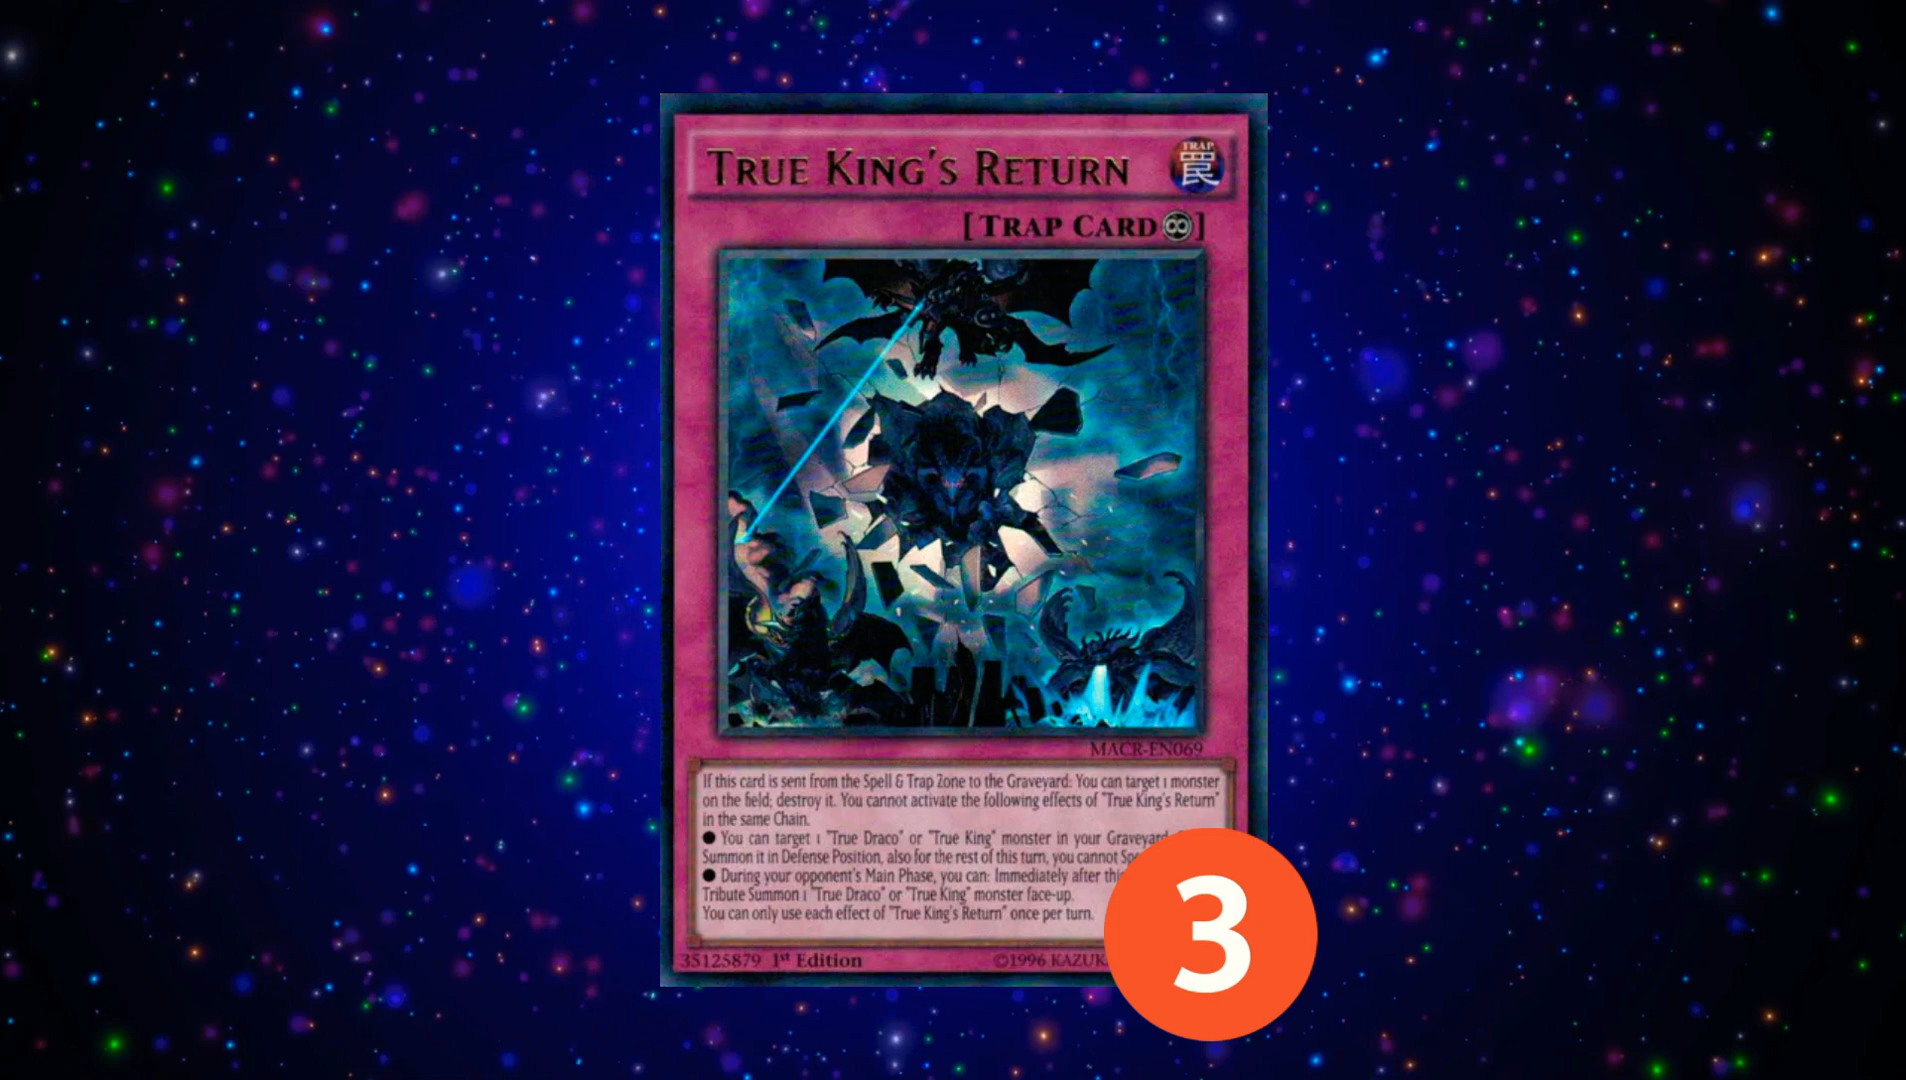 TRUE KING'S RETURN
TRAP
罠
[TRAP CARD ∞]
MACR-EN069
If this card is sent from the Spell & Trap Zone to the Graveyard: You can target 1 monster
on the field; destroy it. You cannot activate the following effects of "True King's Return"
in the same Chain.
● You can target 1 "True Draco" or "True King" monster in your Graveyard
Summon it in Defense Position, also for the rest of this turn, you cannot Spe
● During your opponent's Main Phase, you can: Immediately after this
Tribute Summon 1 "True Draco" or "True King" monster face-up.
You can only use each effect of "True King's Return" once per turn.
35125879 1st Edition
©1996 KAZUK
3